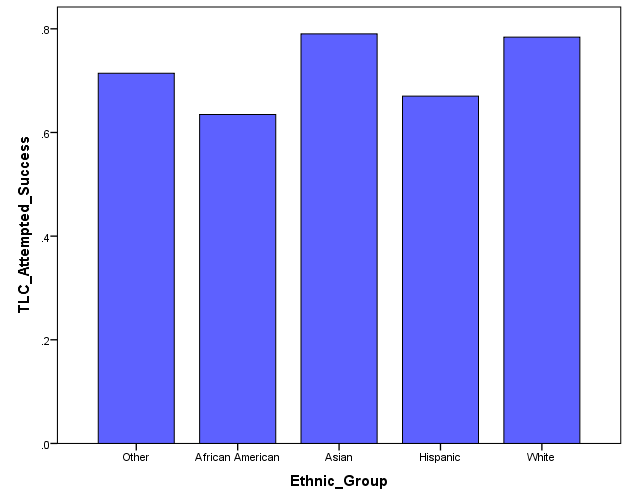 .8
.6
.4
.2
.0
TLC_Attempted_Success
Other African American Asian Hispanic White
Ethnic_Group